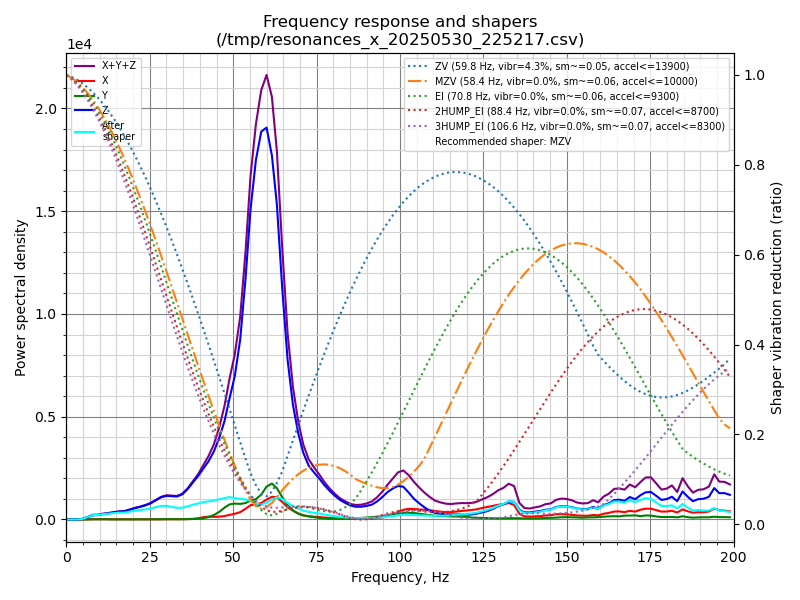 Frequency response and shapers
(/tmp/resonances_x_20250530_225217.csv)
1e4
X+Y+Z
X
Y
Z
After
shaper
ZV (59.8 Hz, vibr=4.3%, sm~=0.05, accel<=13900)
MZV (58.4 Hz, vibr=0.0%, sm~=0.06, accel<=10000)
EI (70.8 Hz, vibr=0.0%, sm~=0.06, accel<=9300)
2HUMP_EI (88.4 Hz, vibr=0.0%, sm~=0.07, accel<=8700)
3HUMP_EI (106.6 Hz, vibr=0.0%, sm~=0.07, accel<=8300)
Recommended shaper: MZV
Power spectral density
2.0
1.5
1.0
0.5
0.0
1.0
0.8
0.6
0.4
0.2
0.0
Shaper vibration reduction (ratio)
0 25 50 75 100 125 150 175 200
Frequency, Hz